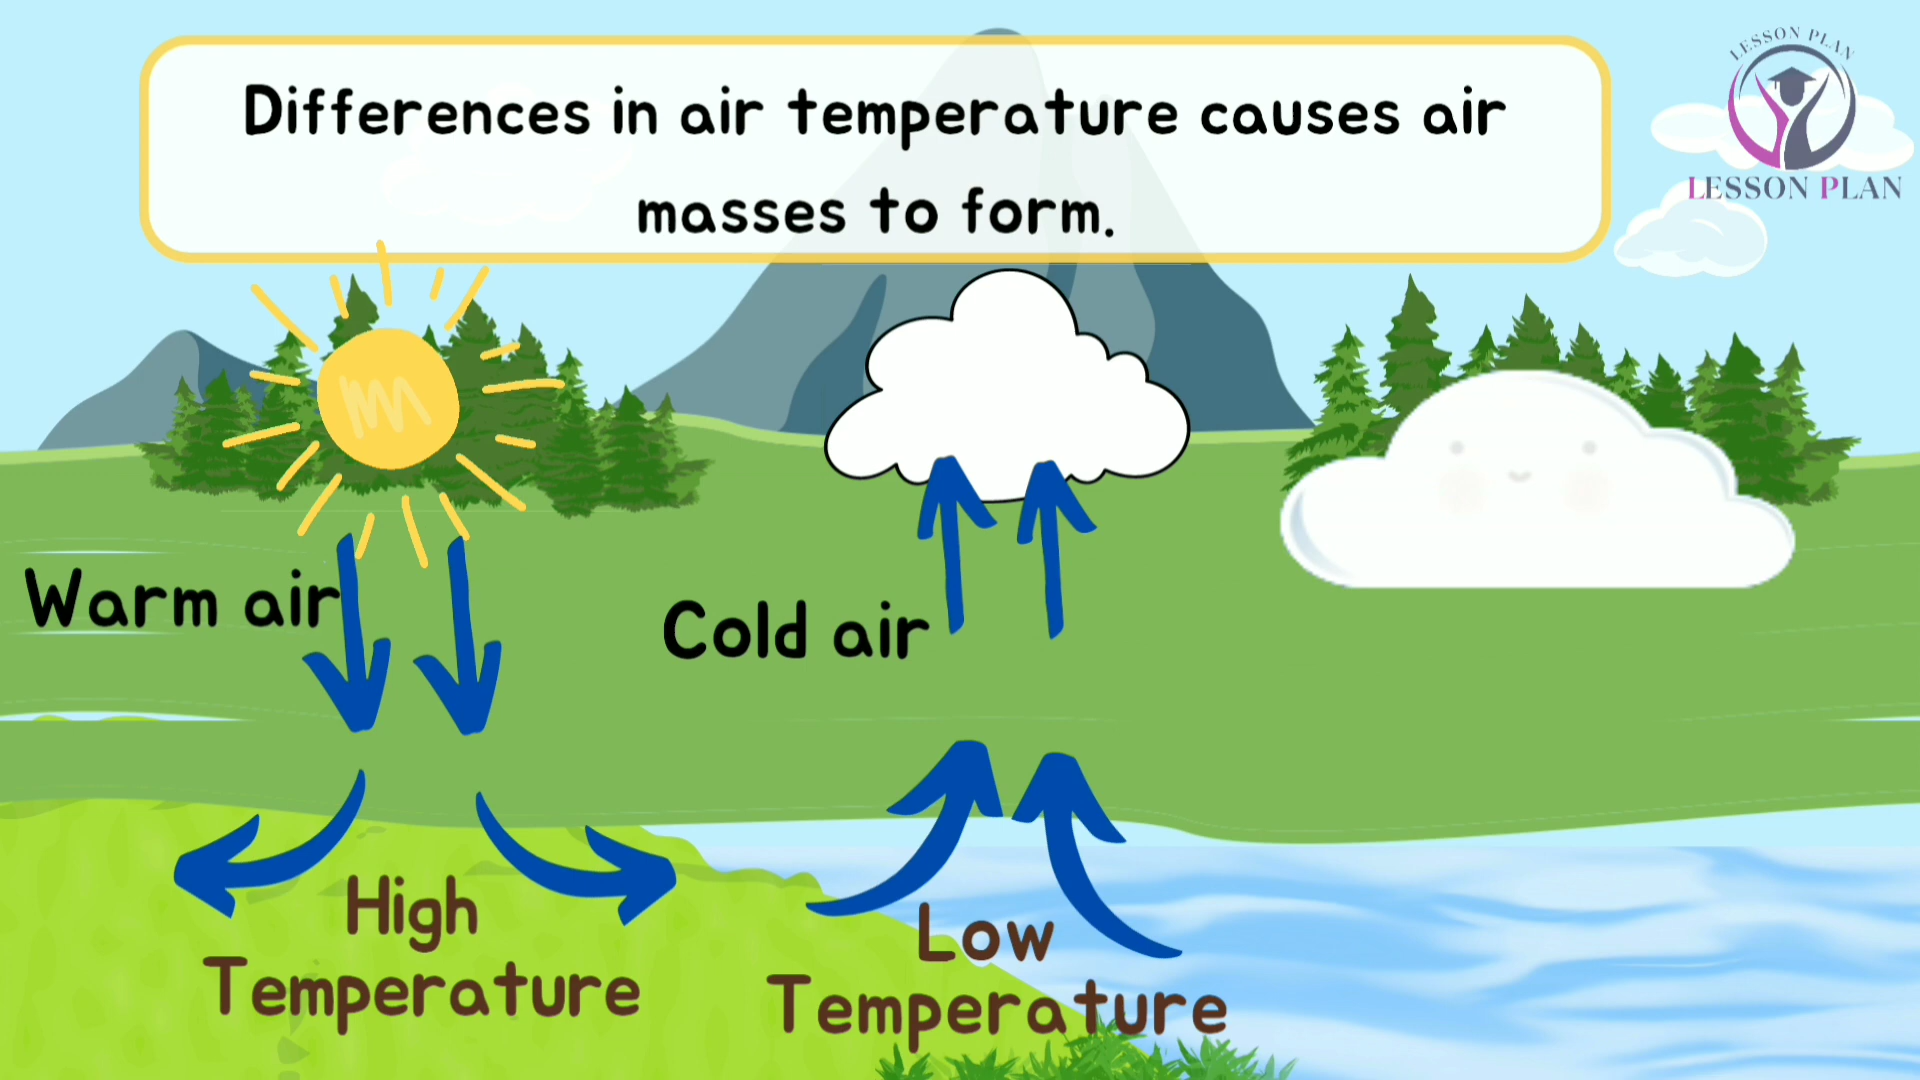 Differences in air temperature causes air
masses to form.
LESSON PLAN
LESSON PLAN
Warm air
Cold air
High
Temperature
Low
Temperature